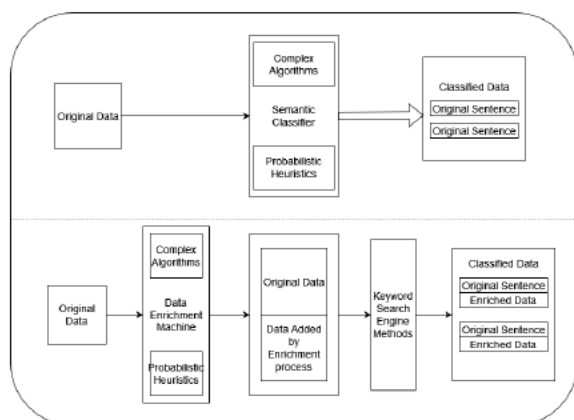 Complex
Algorithms
Original Data
Semantic
Classifier
Probabilistic
Heuristics
Classified Data
Original Sentence
Original Sentence
Original
Data
Complex
Algorithms
Data
Enrichment
Machine
Probabilistic
Heuristics
Original Data
Data Added
by
Enrichment
process
Keyword
Search
Engine
Methods
Classified Data
Original Sentence
Enriched Data
Original Sentence
Enriched Data